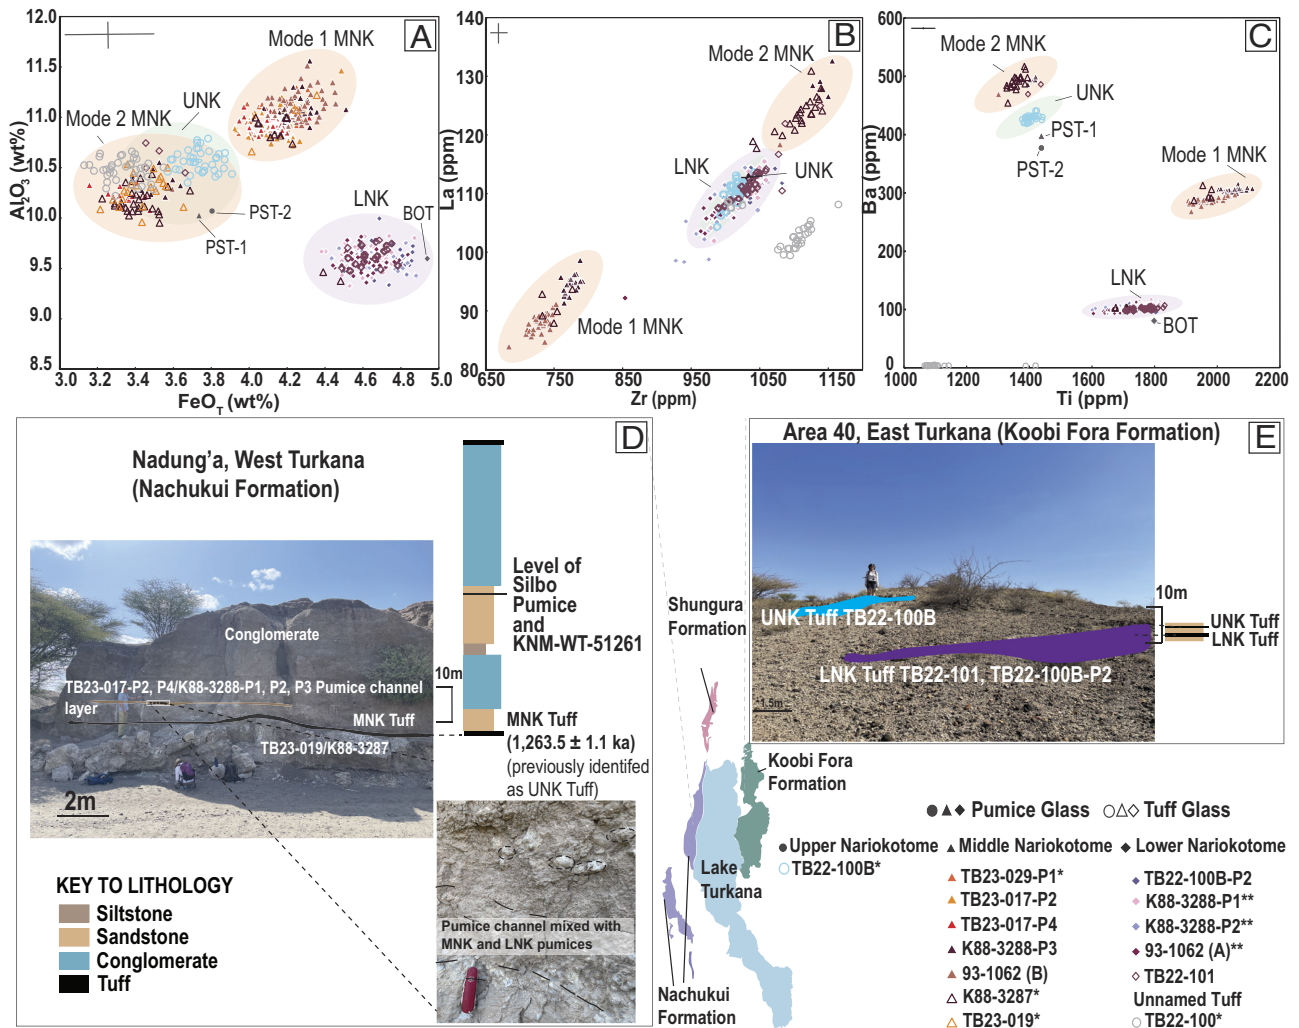 A
12.0
11.5
11.0
10.5
10.0
9.5
9.0
8.5
Al2O3 (wt%)
3.0 3.2 3.4 3.6 3.8 4.0 4.2 4.4 4.6 4.8 5.0
FeOT (wt%)
Mode 1 MNK
UNK
Mode 2 MNK
PST-2
PST-1
LNK
BOT
B
140
130
120
110
100
90
80
La (ppm)
650 750 850 950 1050 1150
Zr (ppm)
Mode 2 MNK
LNK
UNK
Mode 1 MNK
C
600
500
400
300
200
100
0
Ba (ppm)
1000 1200 1400 1600 1800 2000 2200
Ti (ppm)
Mode 2 MNK
UNK
PST-1
PST-2
Mode 1 MNK
LNK
BOT
D
Nadung'a, West Turkana
(Nachukui Formation)
Conglomerate
TB23-017-P2, P4/K88-3288-P1, P2, P3 Pumice channel
layer
MNK Tuff
TB23-019/K88-3287
2m
10m
Level of
Silbo
Pumice
and
KNM-WT-51261
MNK Tuff
(1,263.5 ± 1.1 ka)
(previously identifed
as UNK Tuff)
Pumice channel mixed with
MNK and LNK pumices
KEY TO LITHOLOGY
Siltstone
Sandstone
Conglomerate
Tuff
E
Area 40, East Turkana (Koobi Fora Formation)
UNK Tuff TB22-100B
LNK Tuff TB22-101, TB22-100B-P2
1.5m
10m
UNK Tuff
LNK Tuff
Shungura
Formation
Koobi Fora
Formation
Lake
Turkana
Nachukui
Formation
Pumice Glass
Tuff Glass
Upper Nariokotome
TB22-100B*
Middle Nariokotome
TB23-029-P1*
TB23-017-P2
TB23-017-P4
K88-3288-P3
93-1062 (B)
K88-3287*
TB23-019*
Lower Nariokotome
TB22-100B-P2
K88-3288-P1**
K88-3288-P2**
93-1062 (A)**
TB22-101
Unnamed Tuff
TB22-100*